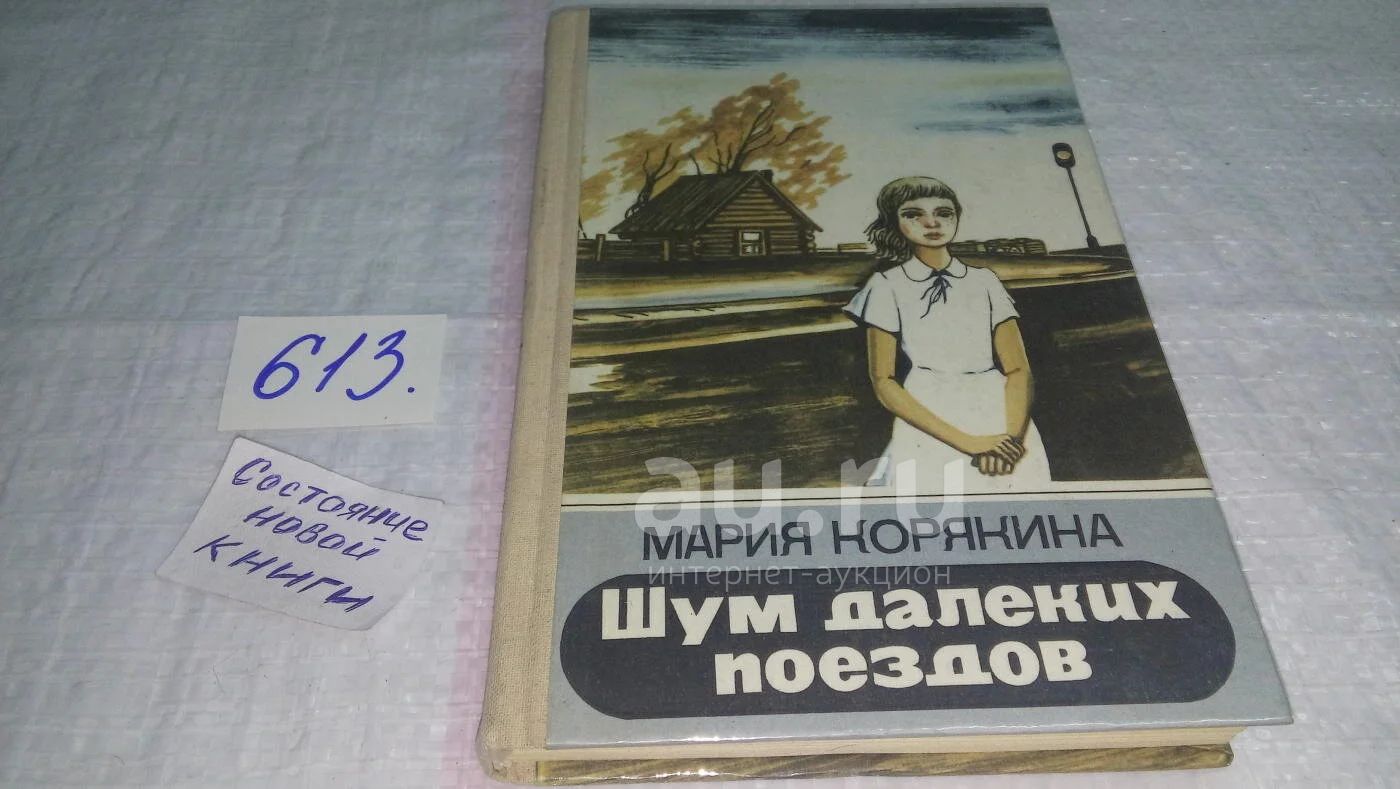 613.
Состояние
новой
книги
au.ru
МАРИЯ КОРЯКИНА
интернет-аукцион
Шум далеких
поездов